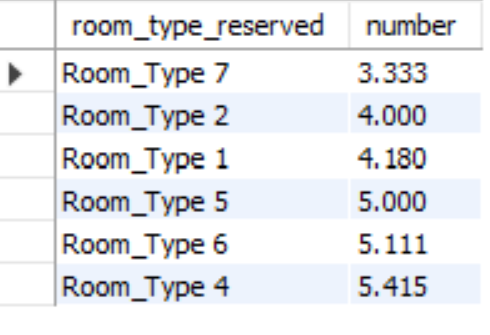 room_type_reserved number
Room_Type 7 3.333
Room_Type 2 4.000
Room_Type 1 4.180
Room_Type 5 5.000
Room_Type 6 5.111
Room_Type 4 5.415